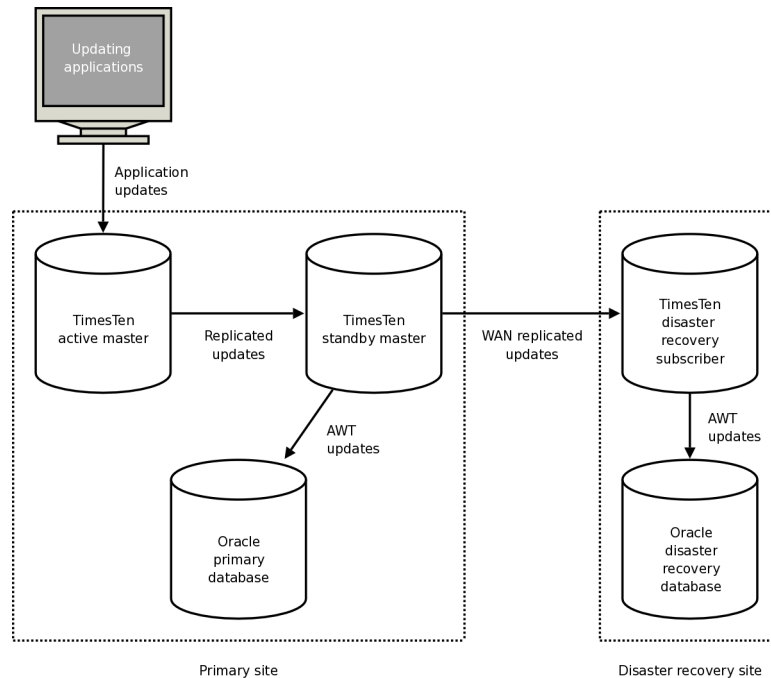 Updating
applications
Application
updates
TimesTen
active master
Replicated
updates
TimesTen
standby master
WAN replicated
updates
TimesTen
disaster
recovery
subscriber
AWT
updates
AWT
updates
Oracle
primary
database
Oracle
disaster
recovery
database
Primary site
Disaster recovery site